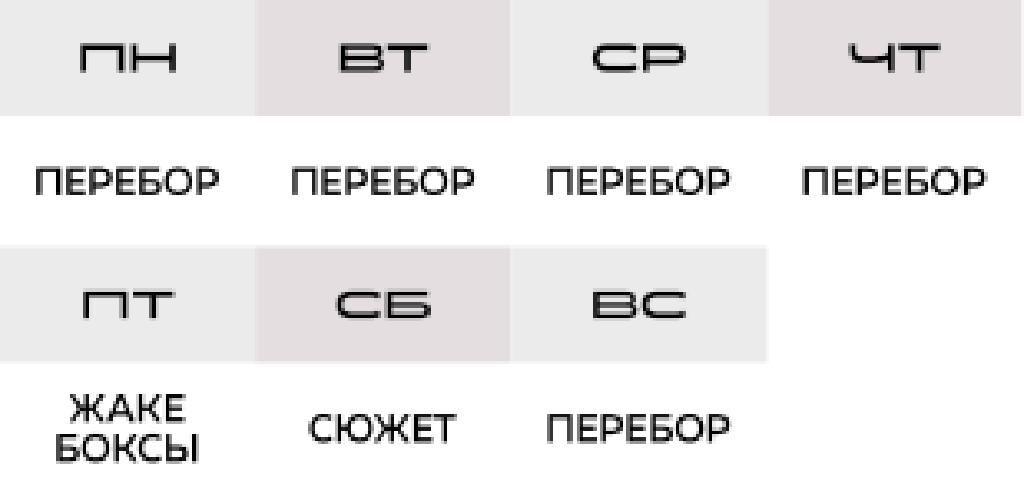 ПН ВТ СР ЧТ
ПЕРЕБОР ПЕРЕБОР ПЕРЕБОР ПЕРЕБОР
ПТ СБ ВС
ЖАКЕ
БОКСЫ СЮЖЕТ ПЕРЕБОР